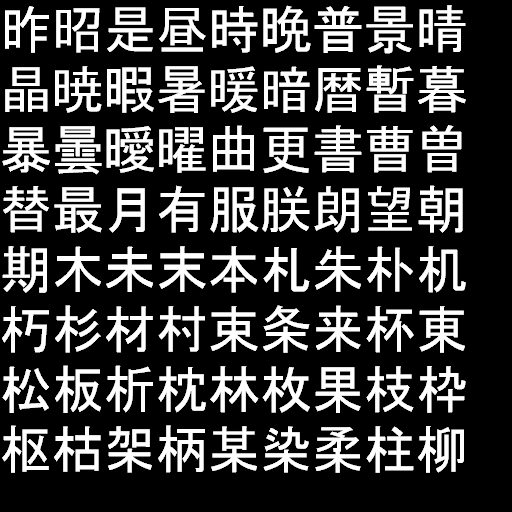 昨昭是昼時晩普景晴
晶暁暇暑暖暗暦暫暮
暴曇曖曜曲更書曹曽
替最月有服朕朗望朝
期木未末本札朱朴机
朽杉材村束条来杯東
松板析枕林枚果枝枠
枢枯架柄某染柔柱柳